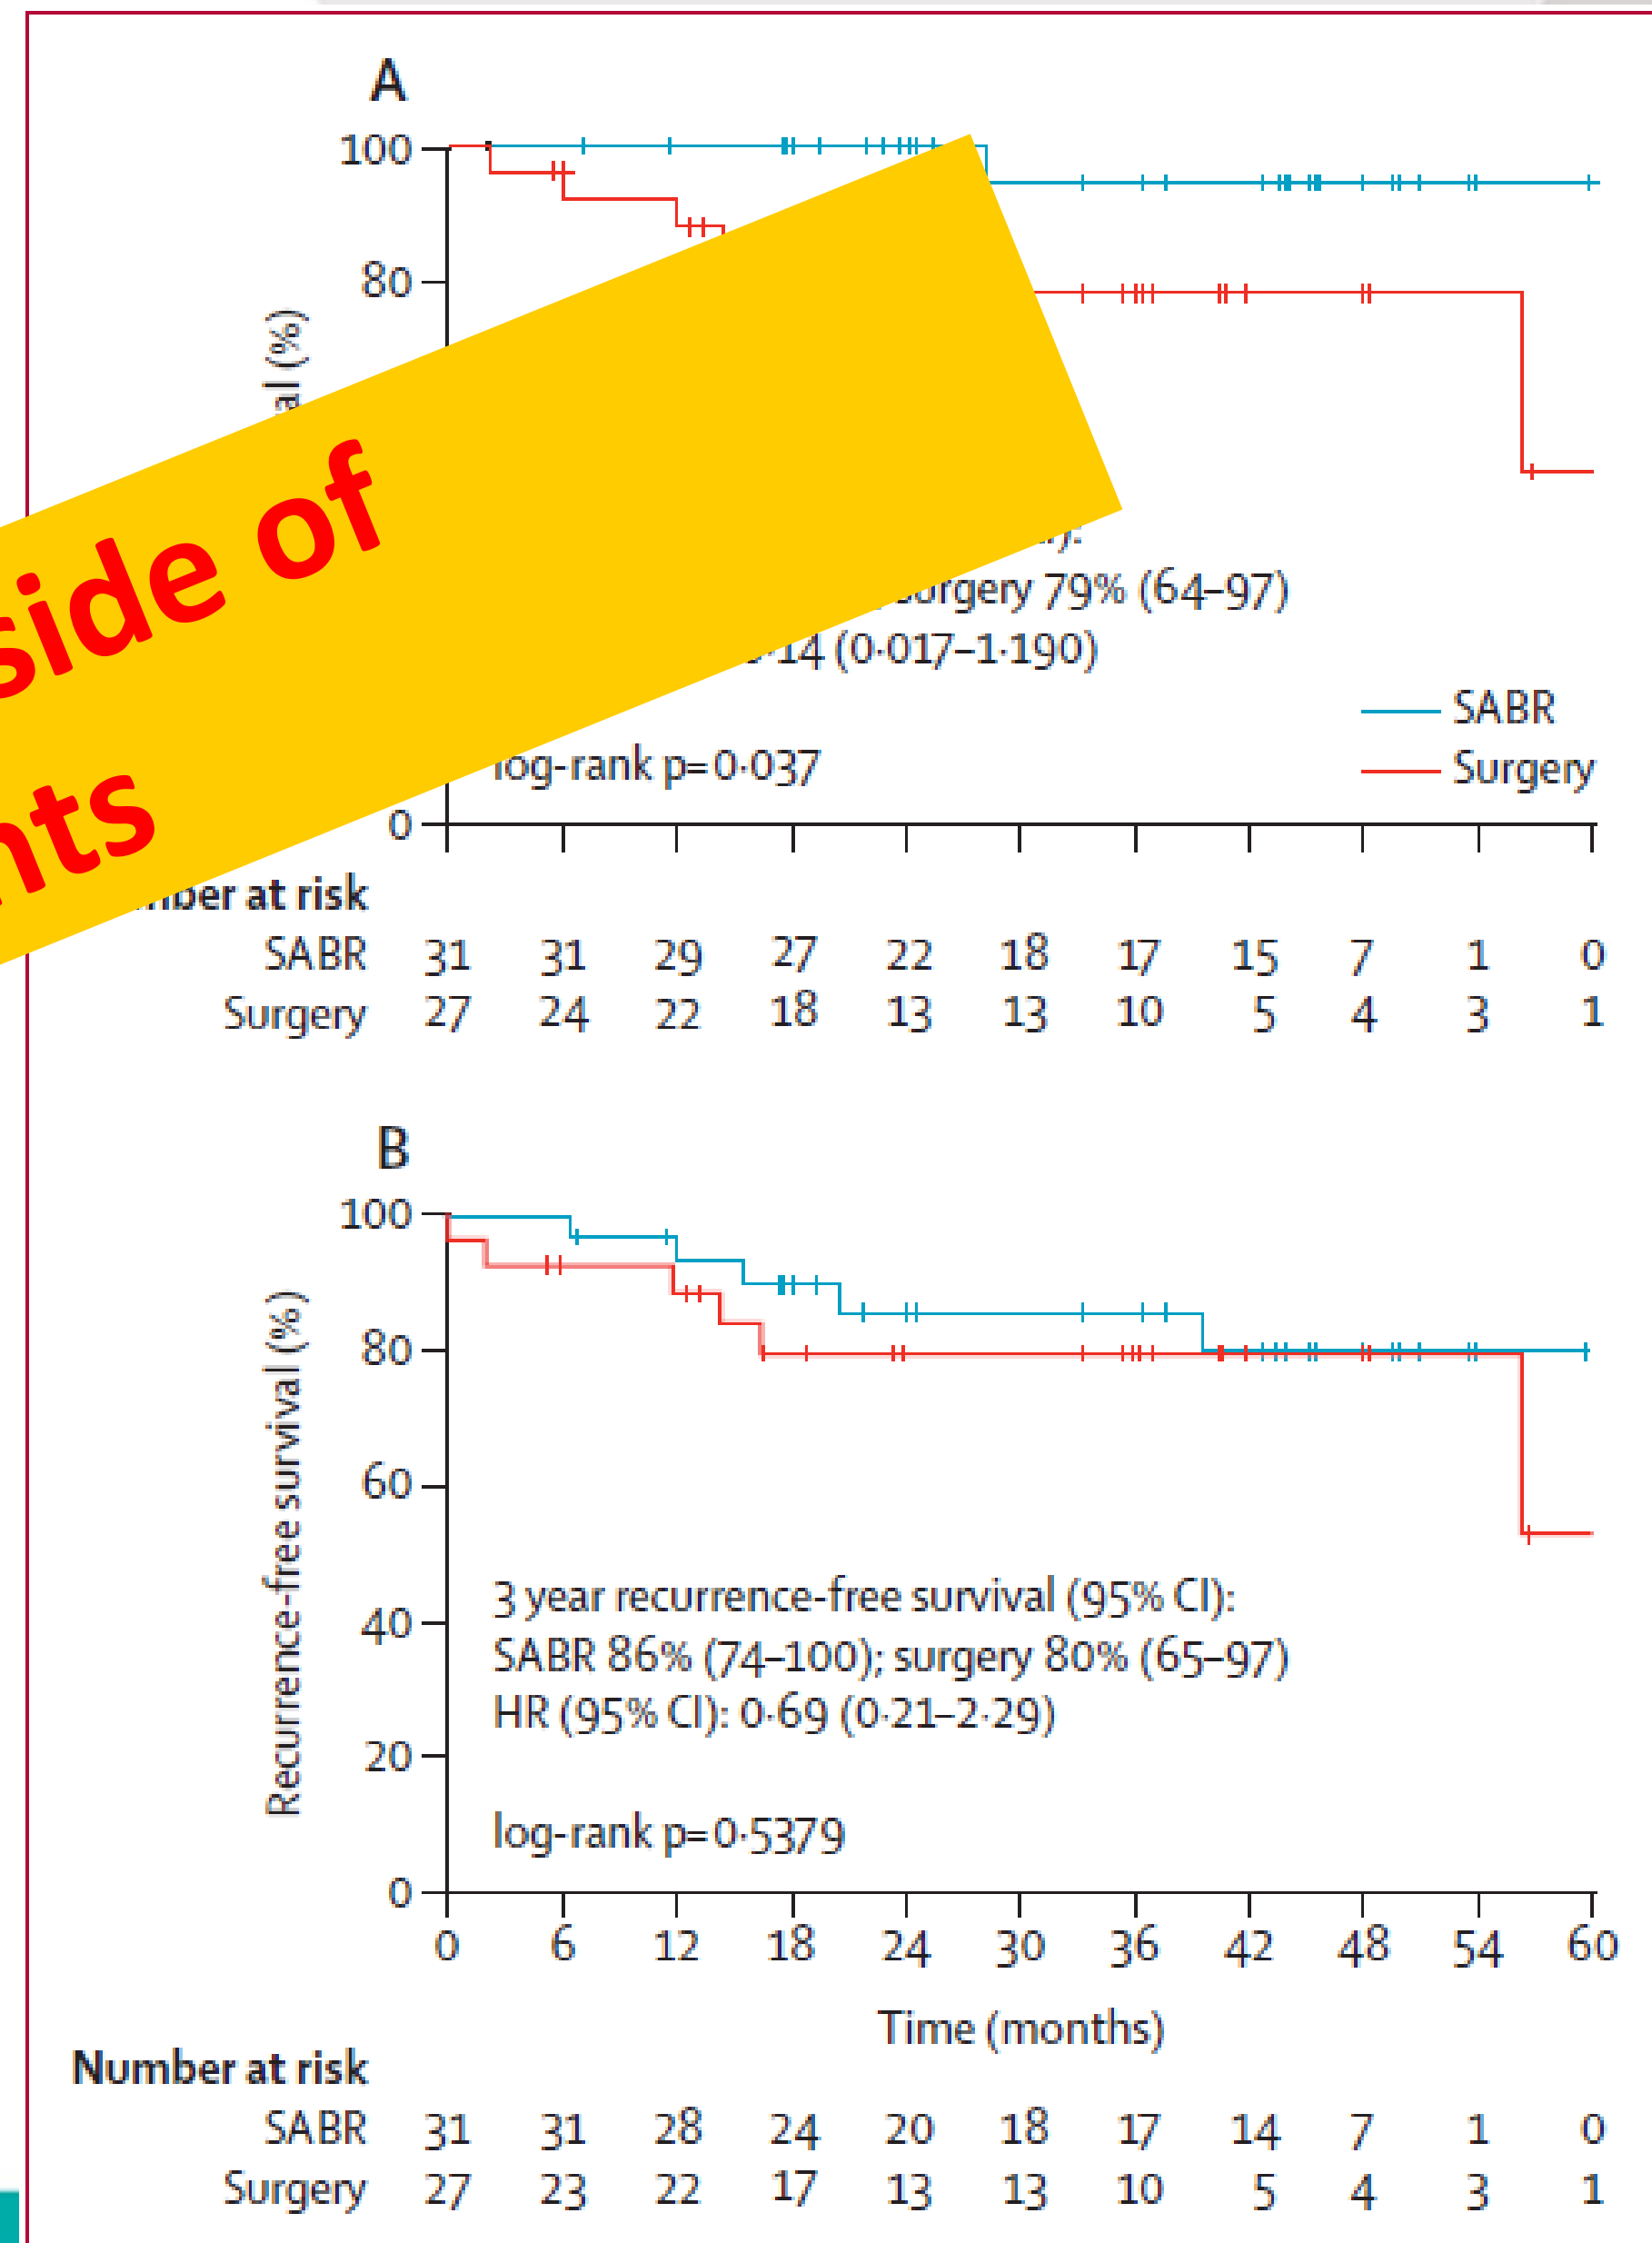 A
100
80
side of
surgery 79% (64–97)
14 (0·017–1·190)
SABR
Surgery
log-rank p=0·037
0
at risk
SABR 31 31 29 27 22 18 17 15 7 1 0
Surgery 27 24 22 18 13 13 10 5 4 3 1
B
100
80
60
40
20
0
Recurrence-free survival (%)
3 year recurrence-free survival (95% CI):
SABR 86% (74–100); surgery 80% (65–97)
HR (95% CI): 0·69 (0·21–2·29)
log-rank p=0·5379
0 6 12 18 24 30 36 42 48 54 60
Time (months)
Number at risk
SABR 31 31 28 24 20 18 17 14 7 1 0
Surgery 27 23 22 17 13 13 10 5 4 3 1